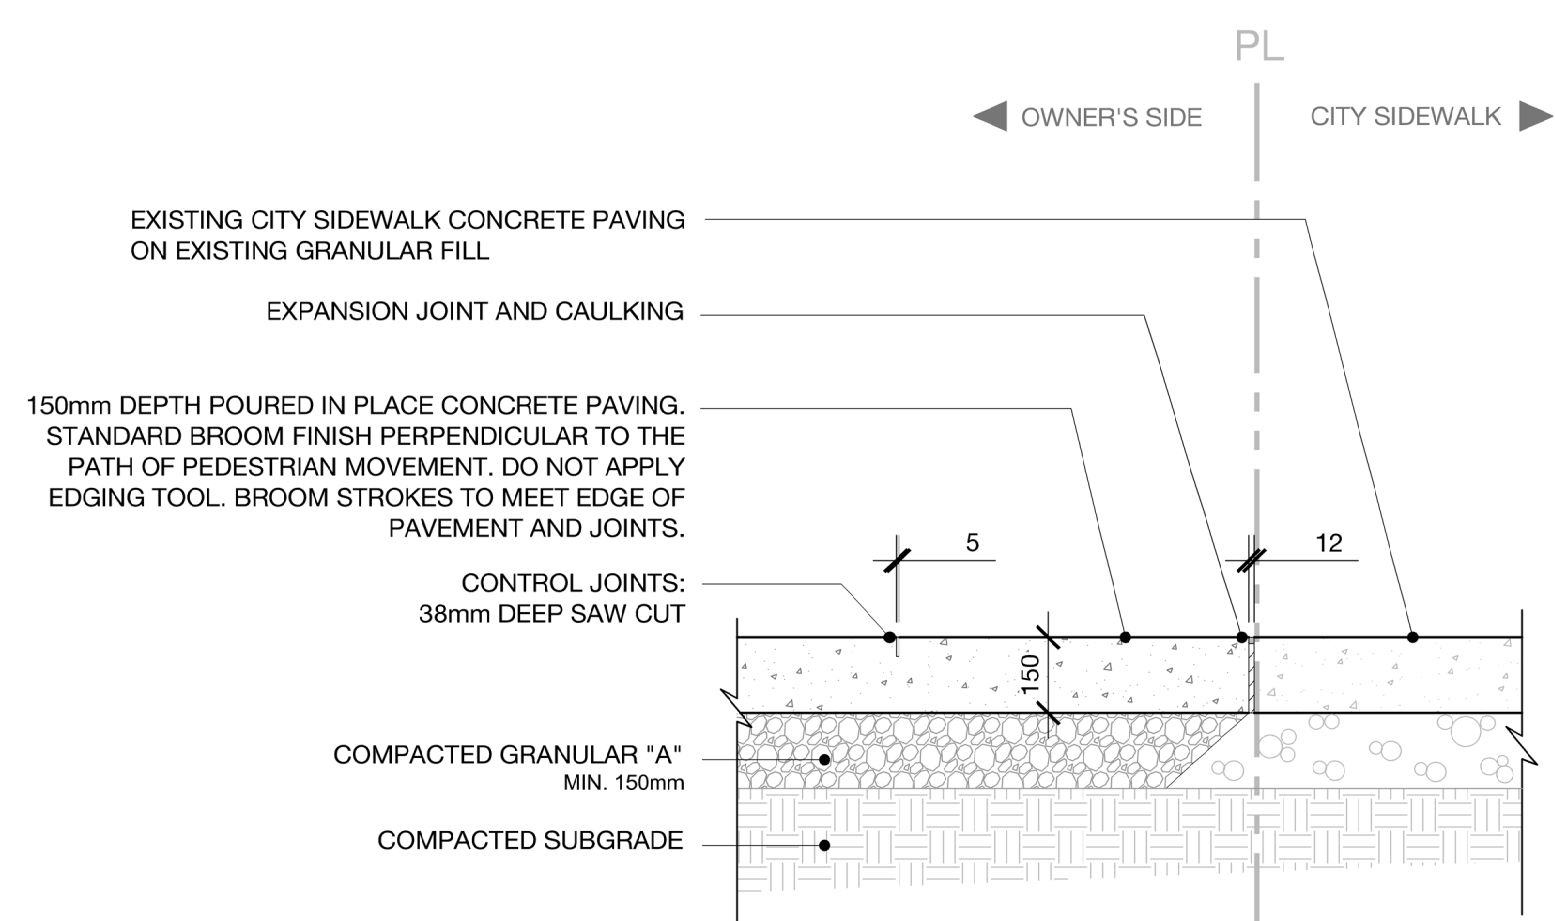 PL
OWNER'S SIDE
CITY SIDEWALK
EXISTING CITY SIDEWALK CONCRETE PAVING
ON EXISTING GRANULAR FILL
EXPANSION JOINT AND CAULKING
150mm DEPTH POURED IN PLACE CONCRETE PAVING.
STANDARD BROOM FINISH PERPENDICULAR TO THE
PATH OF PEDESTRIAN MOVEMENT. DO NOT APPLY
EDGING TOOL. BROOM STROKES TO MEET EDGE OF
PAVEMENT AND JOINTS.
5
12
CONTROL JOINTS:
38mm DEEP SAW CUT
150
COMPACTED GRANULAR "A"
MIN. 150mm
COMPACTED SUBGRADE